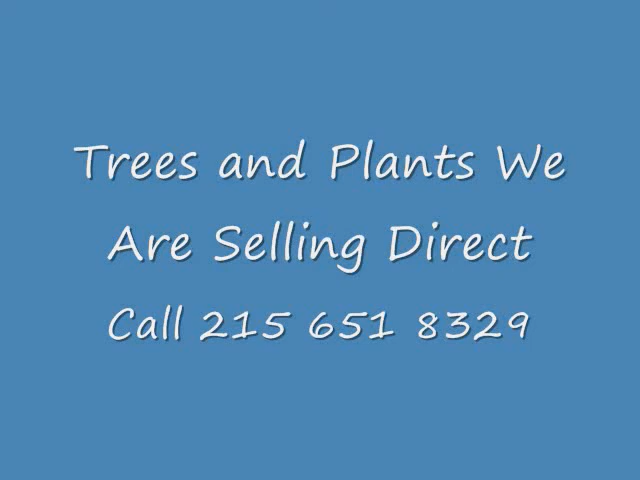 Trees and Plants We
Are Selling Direct
Call 215 651 8329